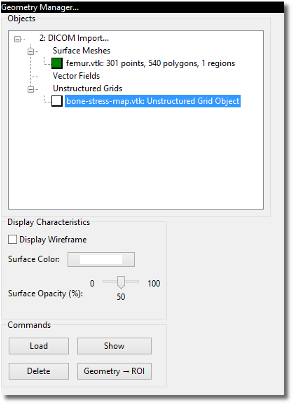 Geometry Manager...
Objects
2: DICOM Import...
Surface Meshes
femur.vtk: 301 points, 540 polygons, 1 regions
Vector Fields
Unstructured Grids
bone-stress-map.vtk: Unstructured Grid Object
Display Characteristics
Display Wireframe
Surface Color:
0 100
Surface Opacity (%):
50
Commands
Load Show
Delete Geometry → ROI